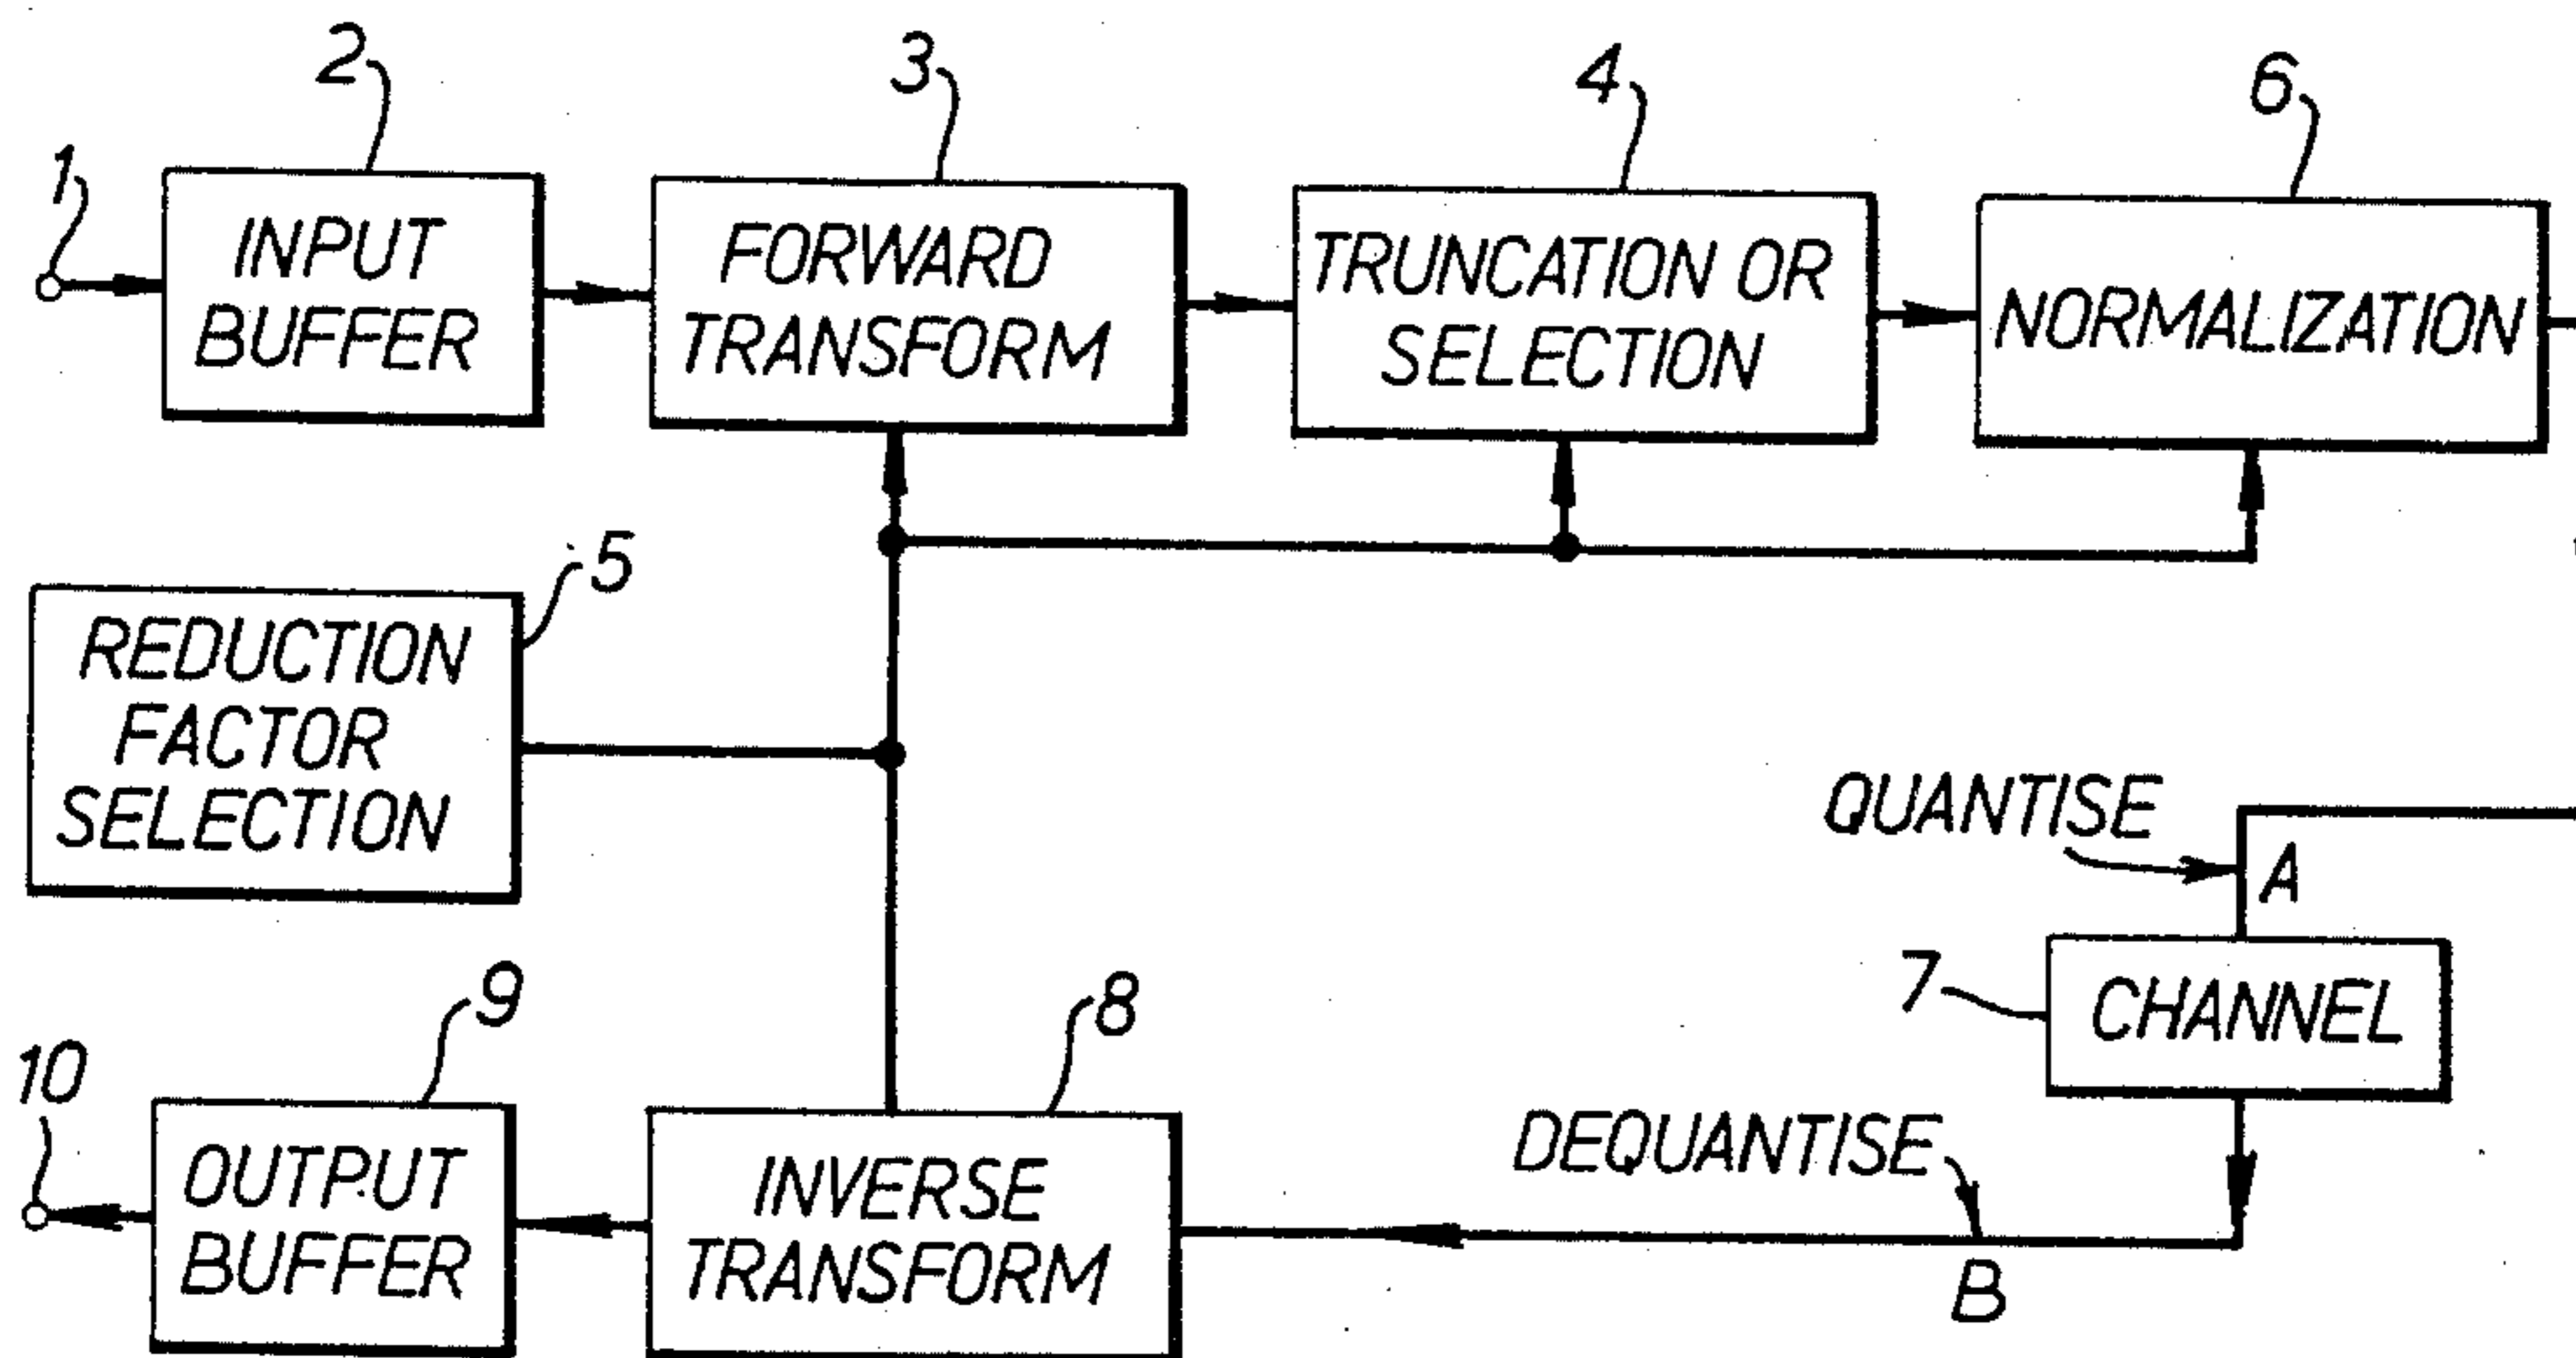 2
3
4
6
1
INPUT
BUFFER
FORWARD
TRANSFORM
TRUNCATION OR
SELECTION
NORMALIZATION
5
REDUCTION
FACTOR
SELECTION
QUANTISE
A
7
CHANNEL
9
8
10
OUTPUT
BUFFER
INVERSE
TRANSFORM
DEQUANTISE
B